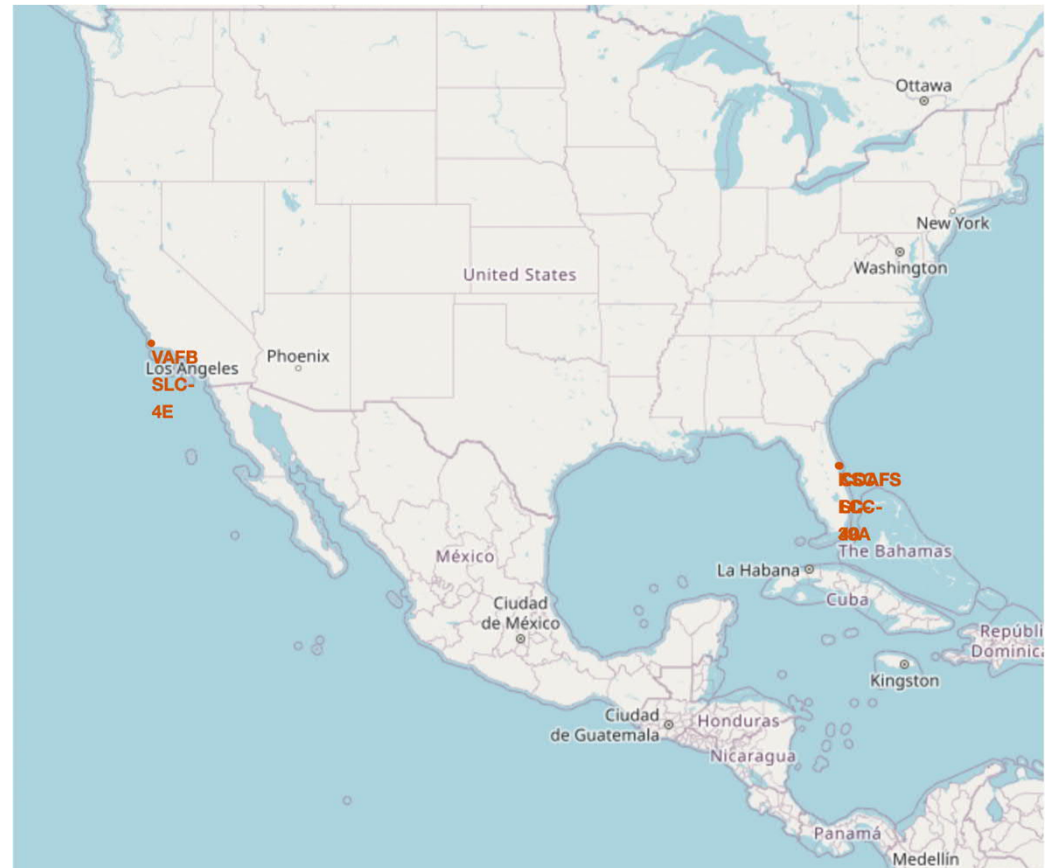 Ottawa
New York
Washington
United States
VAFB
SLC-
4E
Los Angeles
Phoenix
The Bahamas
México
La Habana
Cuba
Ciudad
de México
Repúbli
Dominica
Kingston
Ciudad
de Guatemala
Honduras
Nicaragua
Panamá
Medellín